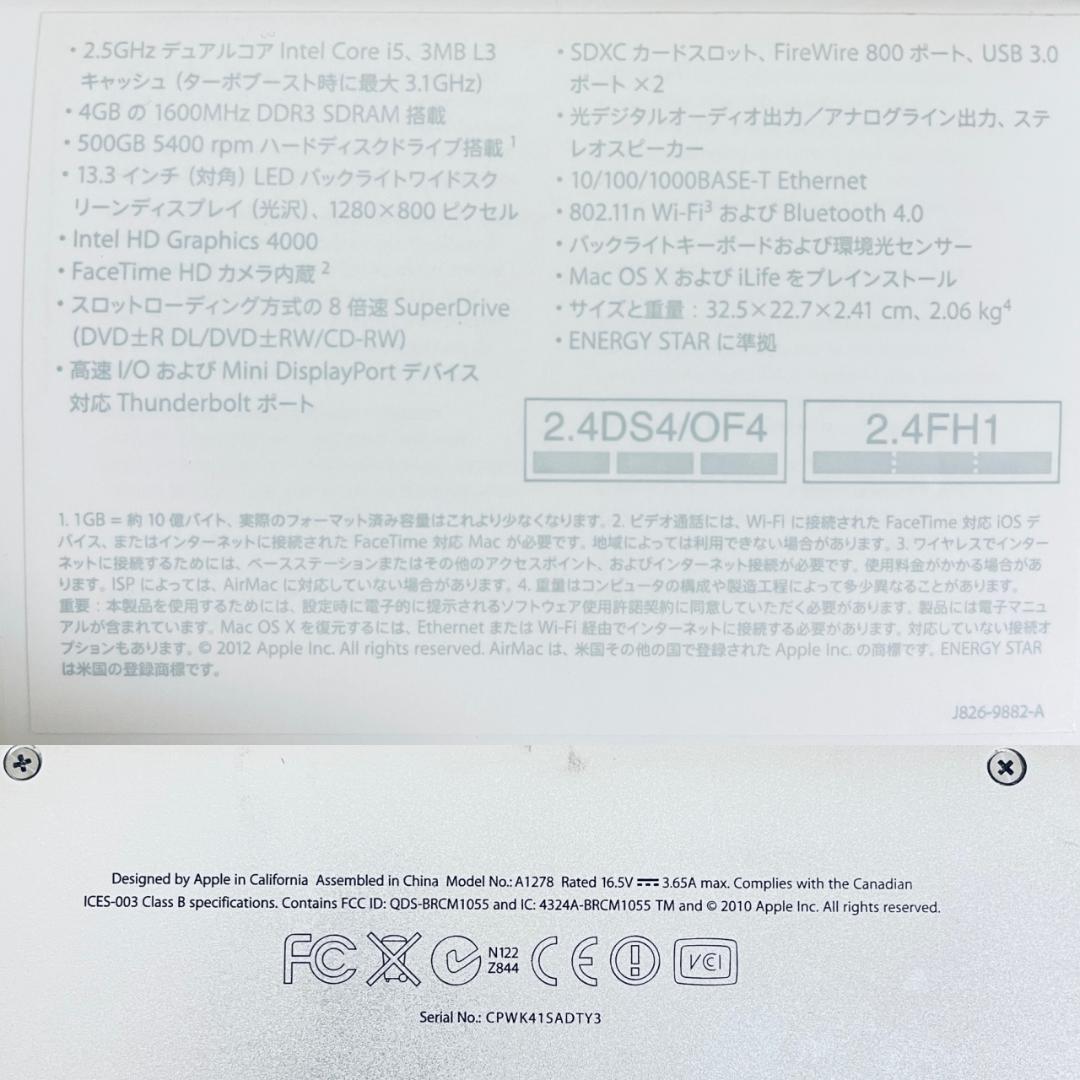 ・2.5GHz デュアルコア Intel Core i5、3MB L3
キャッシュ（ターボブースト時に最大 3.1GHz）
・4GB の 1600MHz DDR3 SDRAM 搭載
・500GB 5400 rpm ハードディスクドライブ搭載 1
・13.3 インチ（対角）LED バックライトワイドスク
リーンディスプレイ（光沢）、1280×800 ピクセル
・Intel HD Graphics 4000
・FaceTime HD カメラ内蔵 2
・スロットローディング方式の 8 倍速 SuperDrive
（DVD±R DL/DVD±RW/CD-RW）
・高速 I/O および Mini DisplayPort デバイス
対応 Thunderbolt ポート
・SDXC カードスロット、FireWire 800 ポート、USB 3.0
ポート ×2
・光デジタルオーディオ出力／アナログライン出力、ステ
レオスピーカー
・10/100/1000BASE-T Ethernet
・802.11n Wi-Fi3 および Bluetooth 4.0
・バックライトキーボードおよび環境光センサー
・Mac OS X および iLife をプレインストール
・サイズと重量：32.5×22.7×2.41 cm、2.06 kg4
・ENERGY STAR に準拠
2.4DS4/OF4
2.4FH1
1. 1GB = 約 10 億バイト、実際のフォーマット済み容量はこれより少なくなります。2. ビデオ通話には、Wi-Fi に接続された FaceTime 対応 iOS デ
バイス、またはインターネットに接続された FaceTime 対応 Mac が必要です。地域によっては利用できない場合があります。3. ワイヤレスでインター
ネットに接続するためには、ベースステーションまたはその他のアクセスポイント、およびインターネット接続が必要です。使用料金がかかる場合があ
ります。ISP によっては、AirMac に対応していない場合があります。4. 重量はコンピュータの構成や製造工程によって多少異なることがあります。
重要：本製品を使用するためには、設定時に電子的に提示されるソフトウェア使用許諾契約に同意していただく必要があります。製品には電子マニュ
アルが含まれています。Mac OS X を復元するには、Ethernet または Wi-Fi 経由でインターネットに接続する必要があります。対応していない接続オ
プションもあります。© 2012 Apple Inc. All rights reserved. AirMac は、米国その他の国で登録された Apple Inc. の商標です。ENERGY STAR
は米国の登録商標です。
J826-9882-A
Designed by Apple in California Assembled in China Model No.: A1278 Rated 16.5V ⎓ 3.65A max. Complies with the Canadian
ICES-003 Class B specifications. Contains FCC ID: QDS-BRCM1055 and IC: 4324A-BRCM1055 TM and © 2010 Apple Inc. All rights reserved.
FC N122 CE VCI
Z844
Serial No.: CPWK41SADTY3